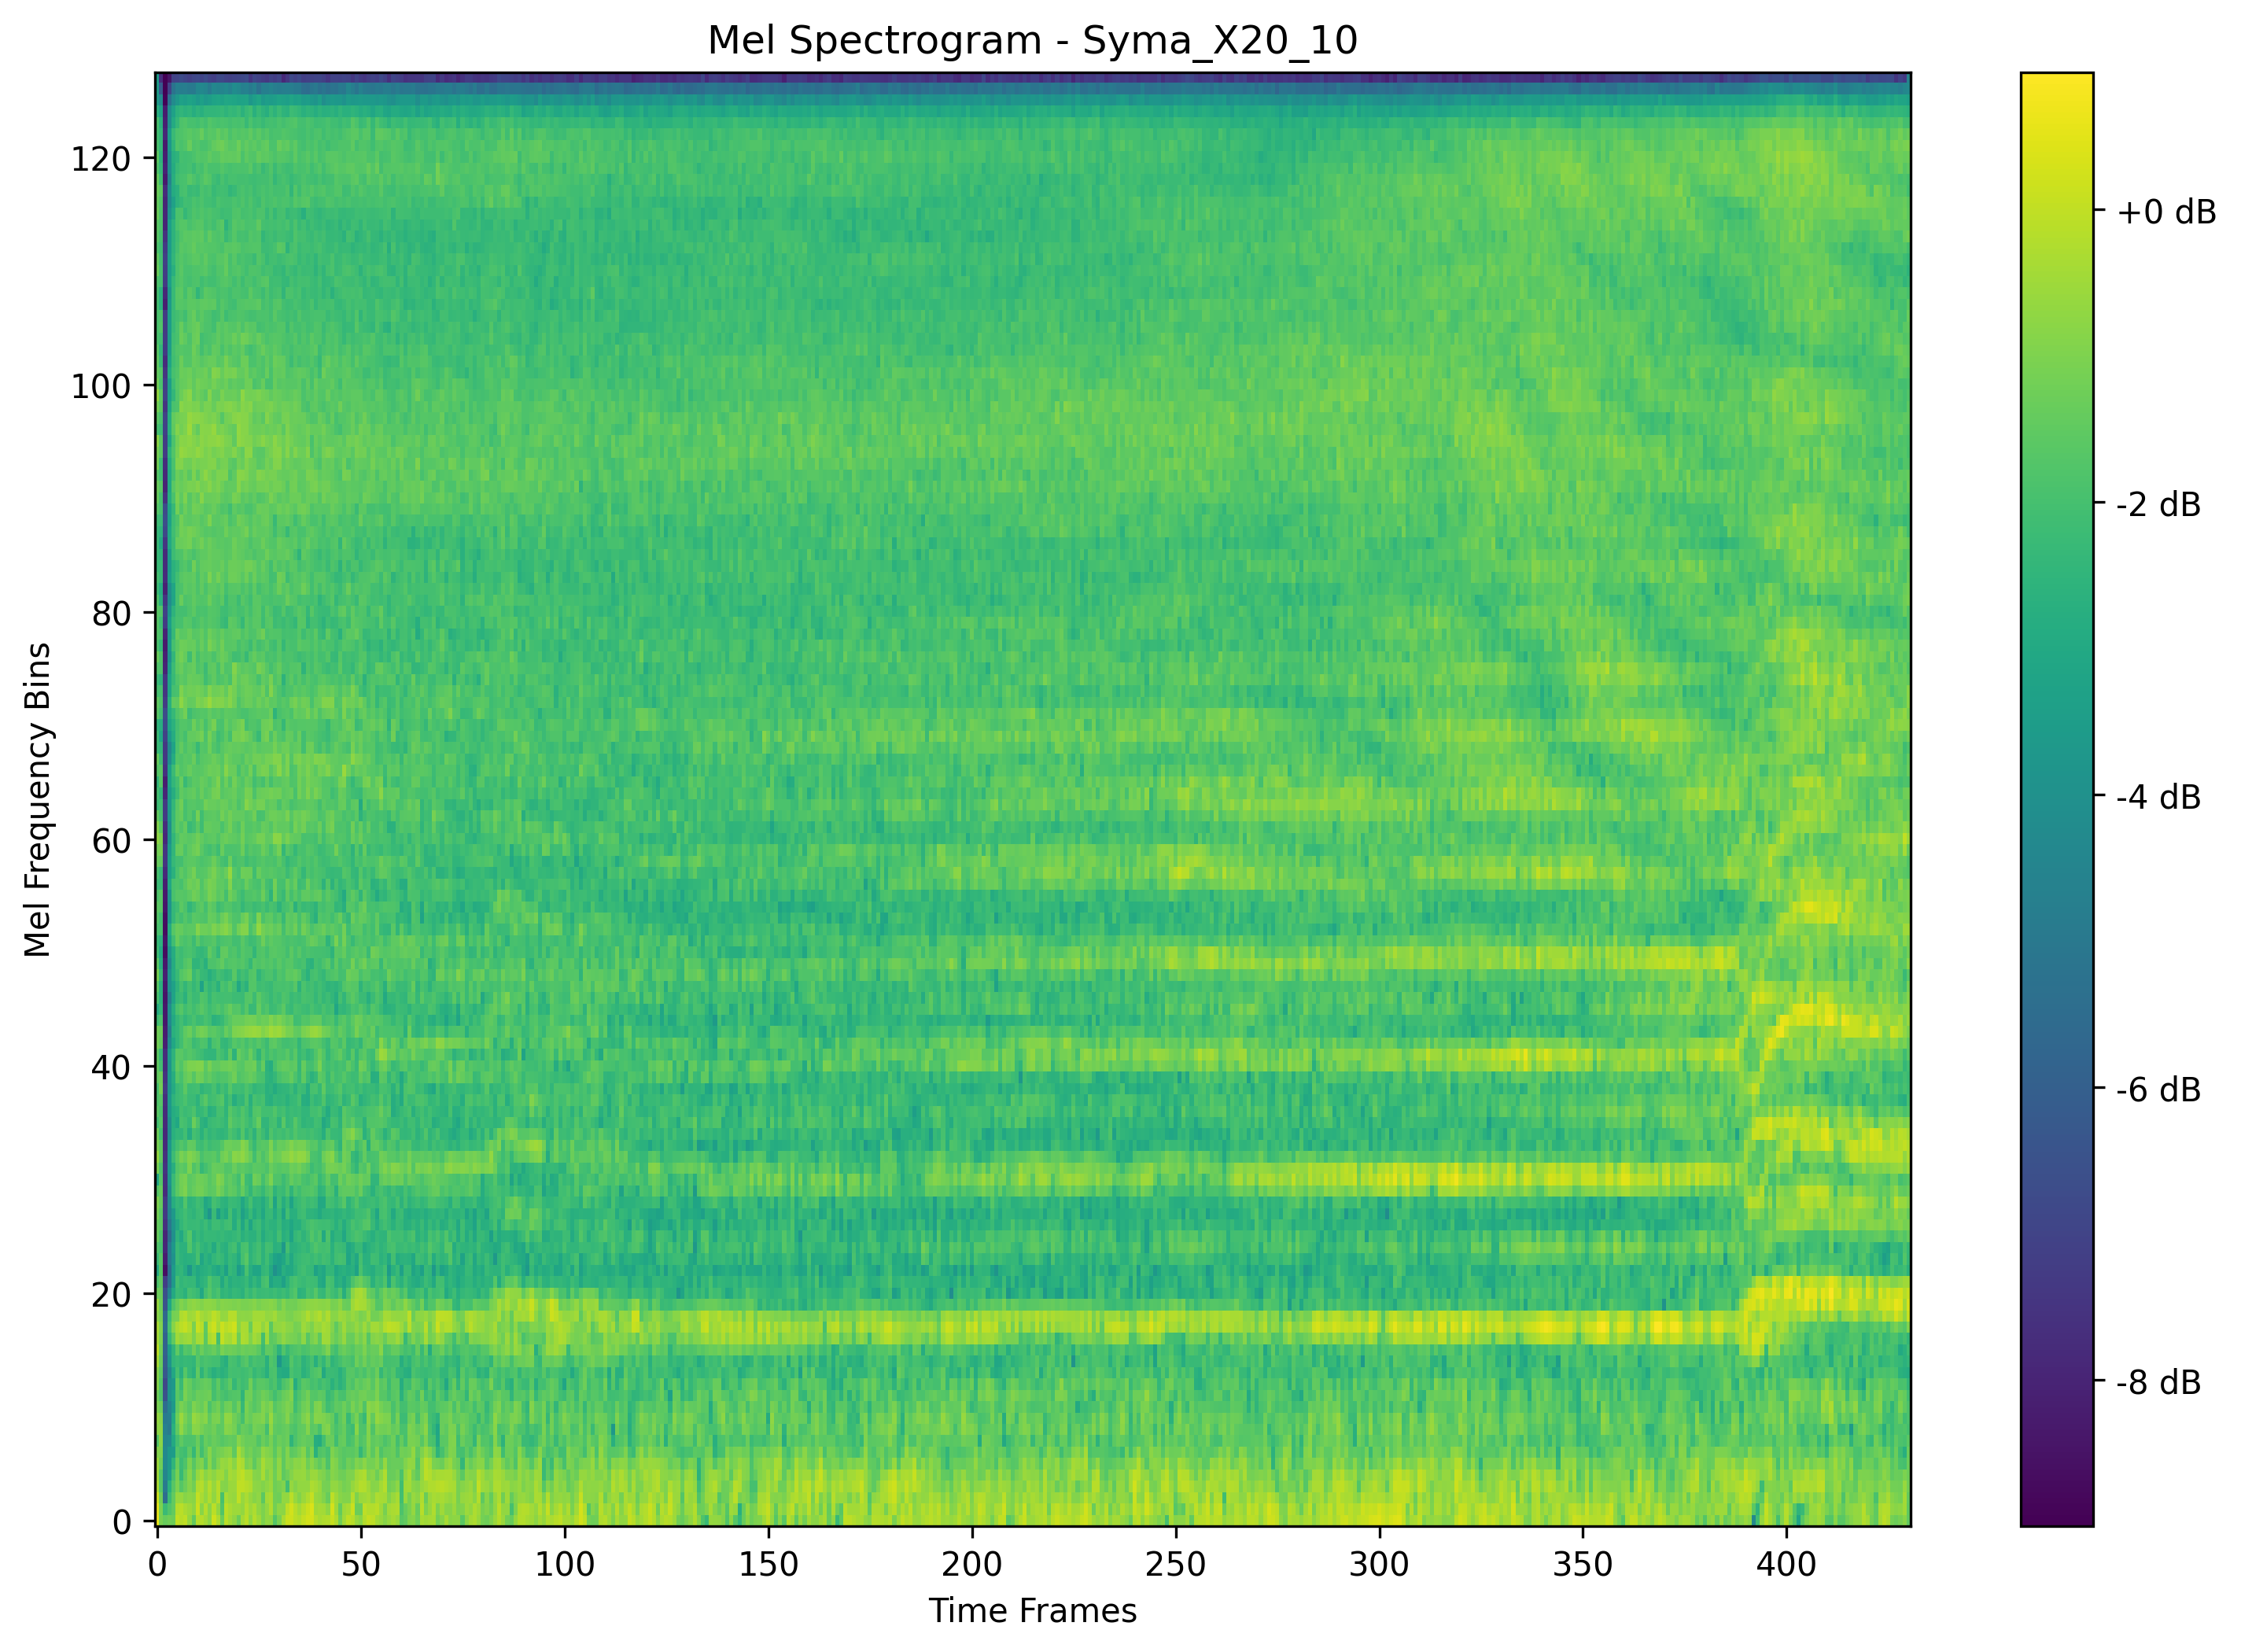 Mel Spectrogram - Syma_X20_10
Mel Frequency Bins
120
100
80
60
40
20
0
0 50 100 150 200 250 300 350 400
Time Frames
+0 dB
-2 dB
-4 dB
-6 dB
-8 dB